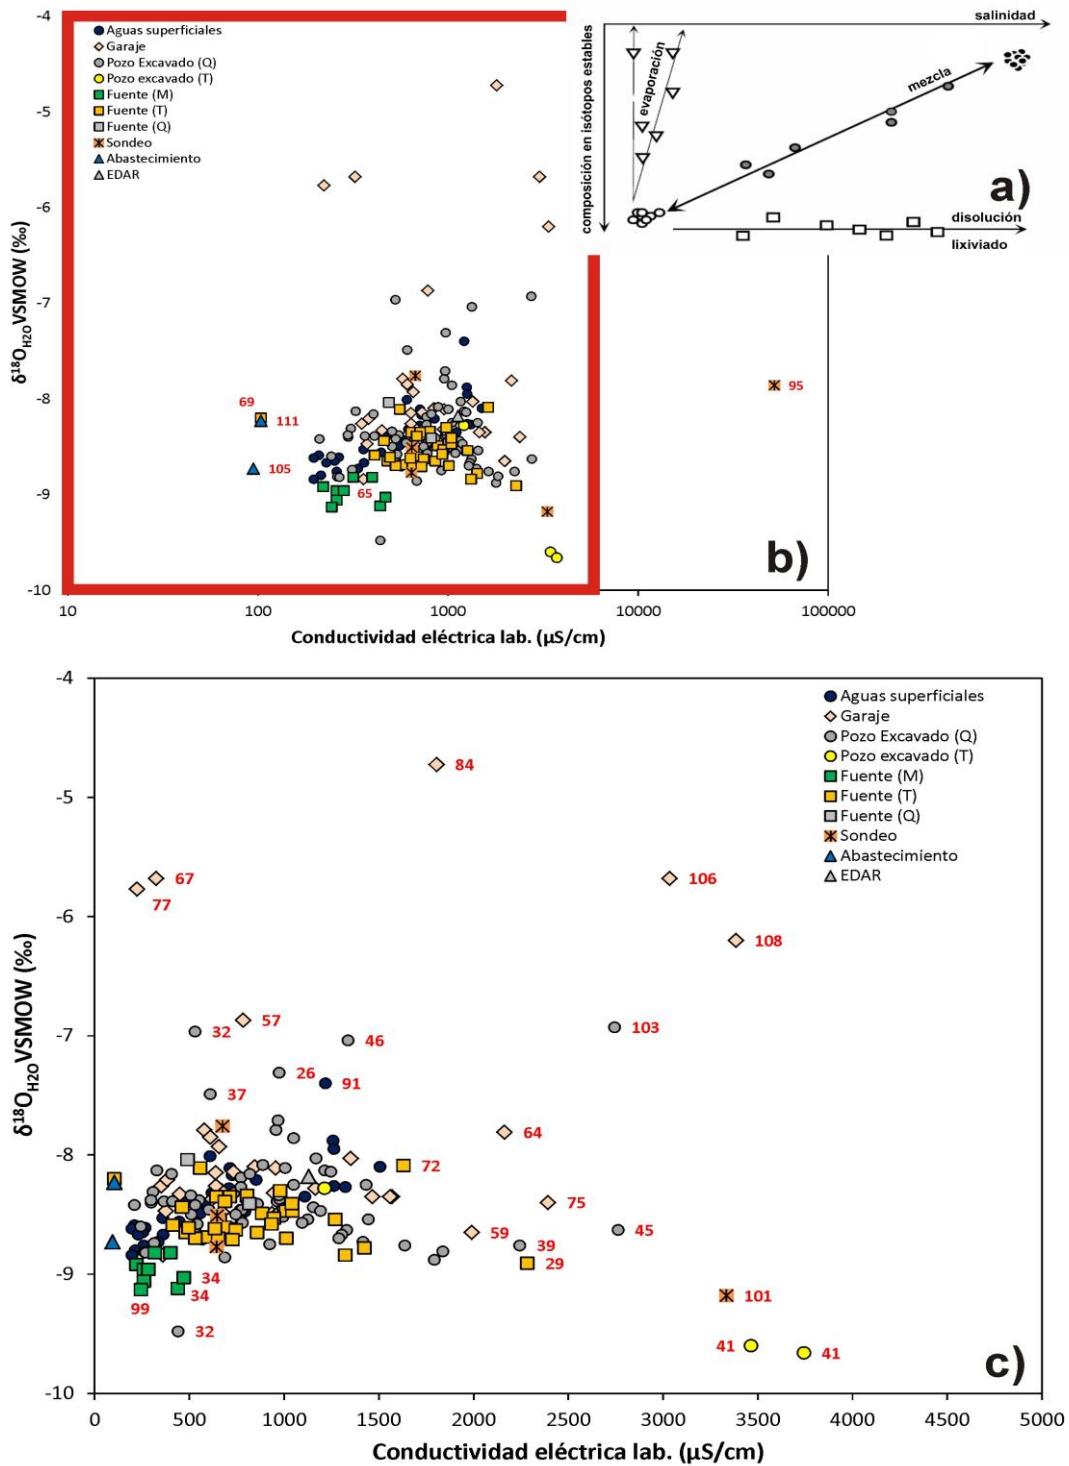 -4
-5
-6
-7
-8
-9
-10
δ18OH2O VSMOW (‰)
Aguas superficiales
Garaje
Pozo Excavado (Q)
Pozo excavado (T)
Fuente (M)
Fuente (T)
Fuente (Q)
Sondeo
Abastecimiento
EDAR
69
111
105
65
95
b)
10
100
1000
10000
100000
Conductividad eléctrica lab. (µS/cm)
salinidad
composición en isótopos estables
evaporación
mezcla
a)
disolución
lixiviado
-4
-5
-6
-7
-8
-9
-10
δ18OH2O VSMOW (‰)
Aguas superficiales
Garaje
Pozo Excavado (Q)
Pozo excavado (T)
Fuente (M)
Fuente (T)
Fuente (Q)
Sondeo
Abastecimiento
EDAR
84
67
77
106
108
57
32
46
103
26
91
37
64
72
75
59
45
39
29
34
34
99
32
101
41
41
c)
0
500
1000
1500
2000
2500
3000
3500
4000
4500
5000
Conductividad eléctrica lab. (µS/cm)